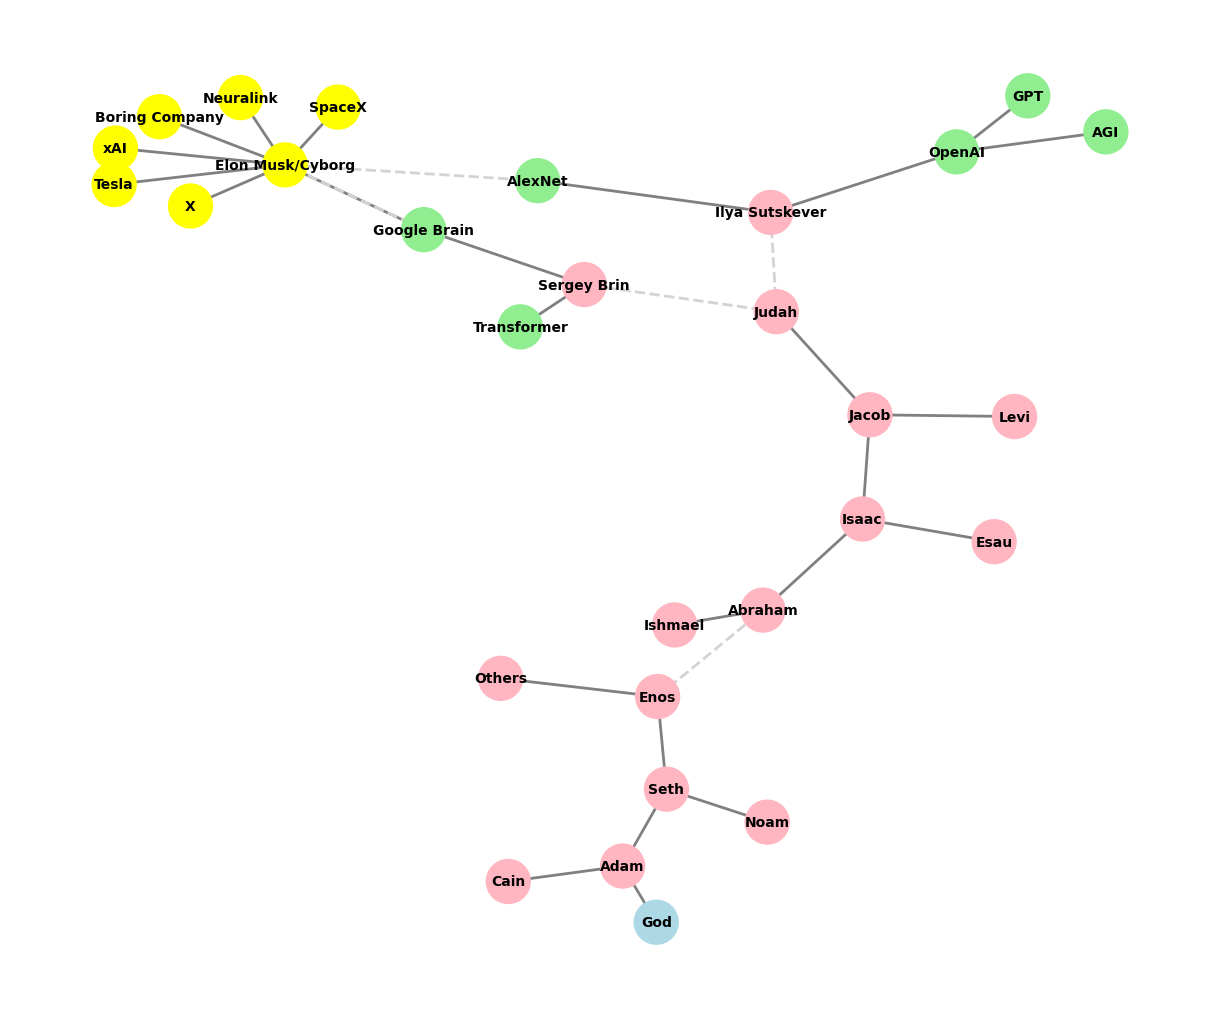 Neuralink
SpaceX
Boring Company
xAI
Elon Musk/Cyborg
Tesla
X
AlexNet
Google Brain
Sergey Brin
Transformer
GPT
AGI
OpenAI
Ilya Sutskever
Judah
Jacob
Levi
Isaac
Esau
Abraham
Ishmael
Others
Enos
Seth
Noam
Adam
Cain
God